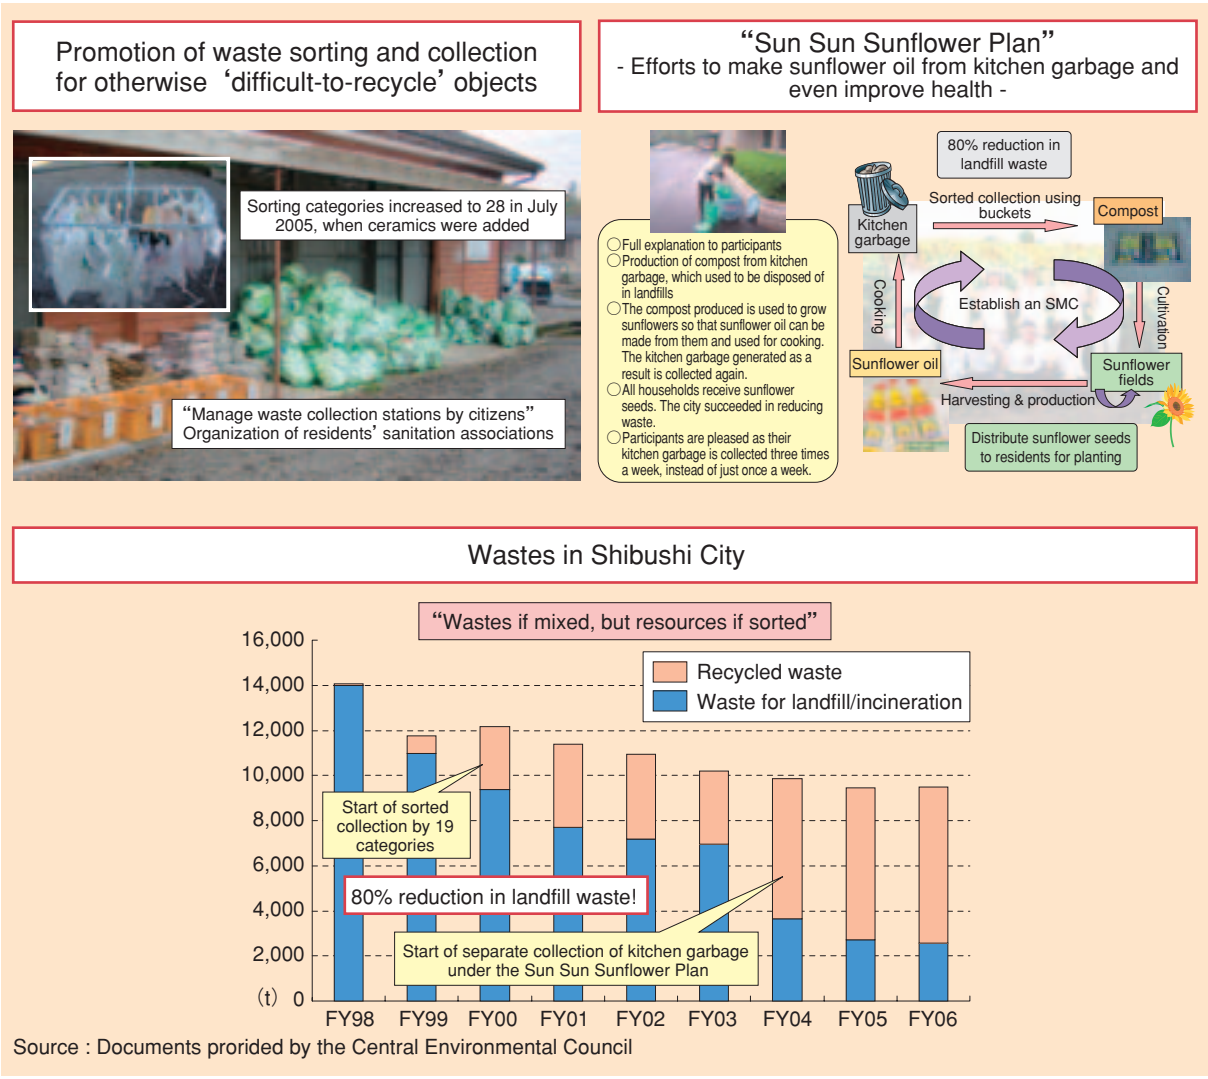 Promotion of waste sorting and collection
for otherwise ‘difficult-to-recycle’ objects
Sorting categories increased to 28 in July
2005, when ceramics were added
“Manage waste collection stations by citizens”
Organization of residents’ sanitation associations
“Sun Sun Sunflower Plan”
- Efforts to make sunflower oil from kitchen garbage and
even improve health -
○Full explanation to participants
○Production of compost from kitchen
garbage, which used to be disposed of
in landfills
○The compost produced is used to grow
sunflowers so that sunflower oil can be
made from them and used for cooking.
The kitchen garbage generated as a
result is collected again.
○All households receive sunflower
seeds. The city succeeded in reducing
waste.
○Participants are pleased as their
kitchen garbage is collected three times
a week, instead of just once a week.
80% reduction in
landfill waste
Kitchen
garbage
Sorted collection using
buckets
Compost
Cooking
Establish an SMC
Cultivation
Sunflower oil
Sunflower
fields
Harvesting & production
Distribute sunflower seeds
to residents for planting
Wastes in Shibushi City
“Wastes if mixed, but resources if sorted”
Recycled waste
Waste for landfill/incineration
16,000
14,000
12,000
10,000
8,000
6,000
4,000
2,000
(t) 0
Start of sorted
collection by 19
categories
80% reduction in landfill waste!
Start of separate collection of kitchen garbage
under the Sun Sun Sunflower Plan
FY98 FY99 FY00 FY01 FY02 FY03 FY04 FY05 FY06
Source : Documents prorided by the Central Environmental Council